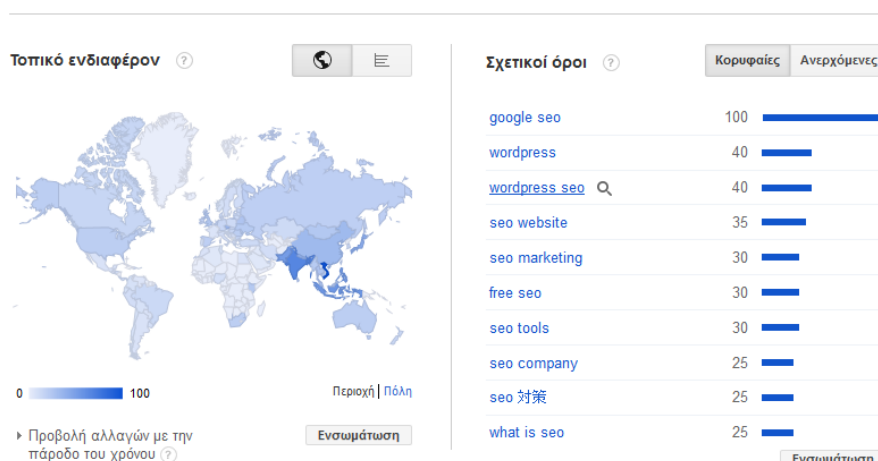 Τοπικό ενδιαφέρον ?
0 100
Περιοχή | Πόλη
Προβολή αλλαγών με την
πάροδο του χρόνου ?
Ενσωμάτωση
Σχετικοί όροι ?
Κορυφαίες Ανερχόμενες
google seo 100
wordpress 40
wordpress seo 40
seo website 35
seo marketing 30
free seo 30
seo tools 30
seo company 25
seo 対策 25
what is seo 25
Ενσωμάτωση